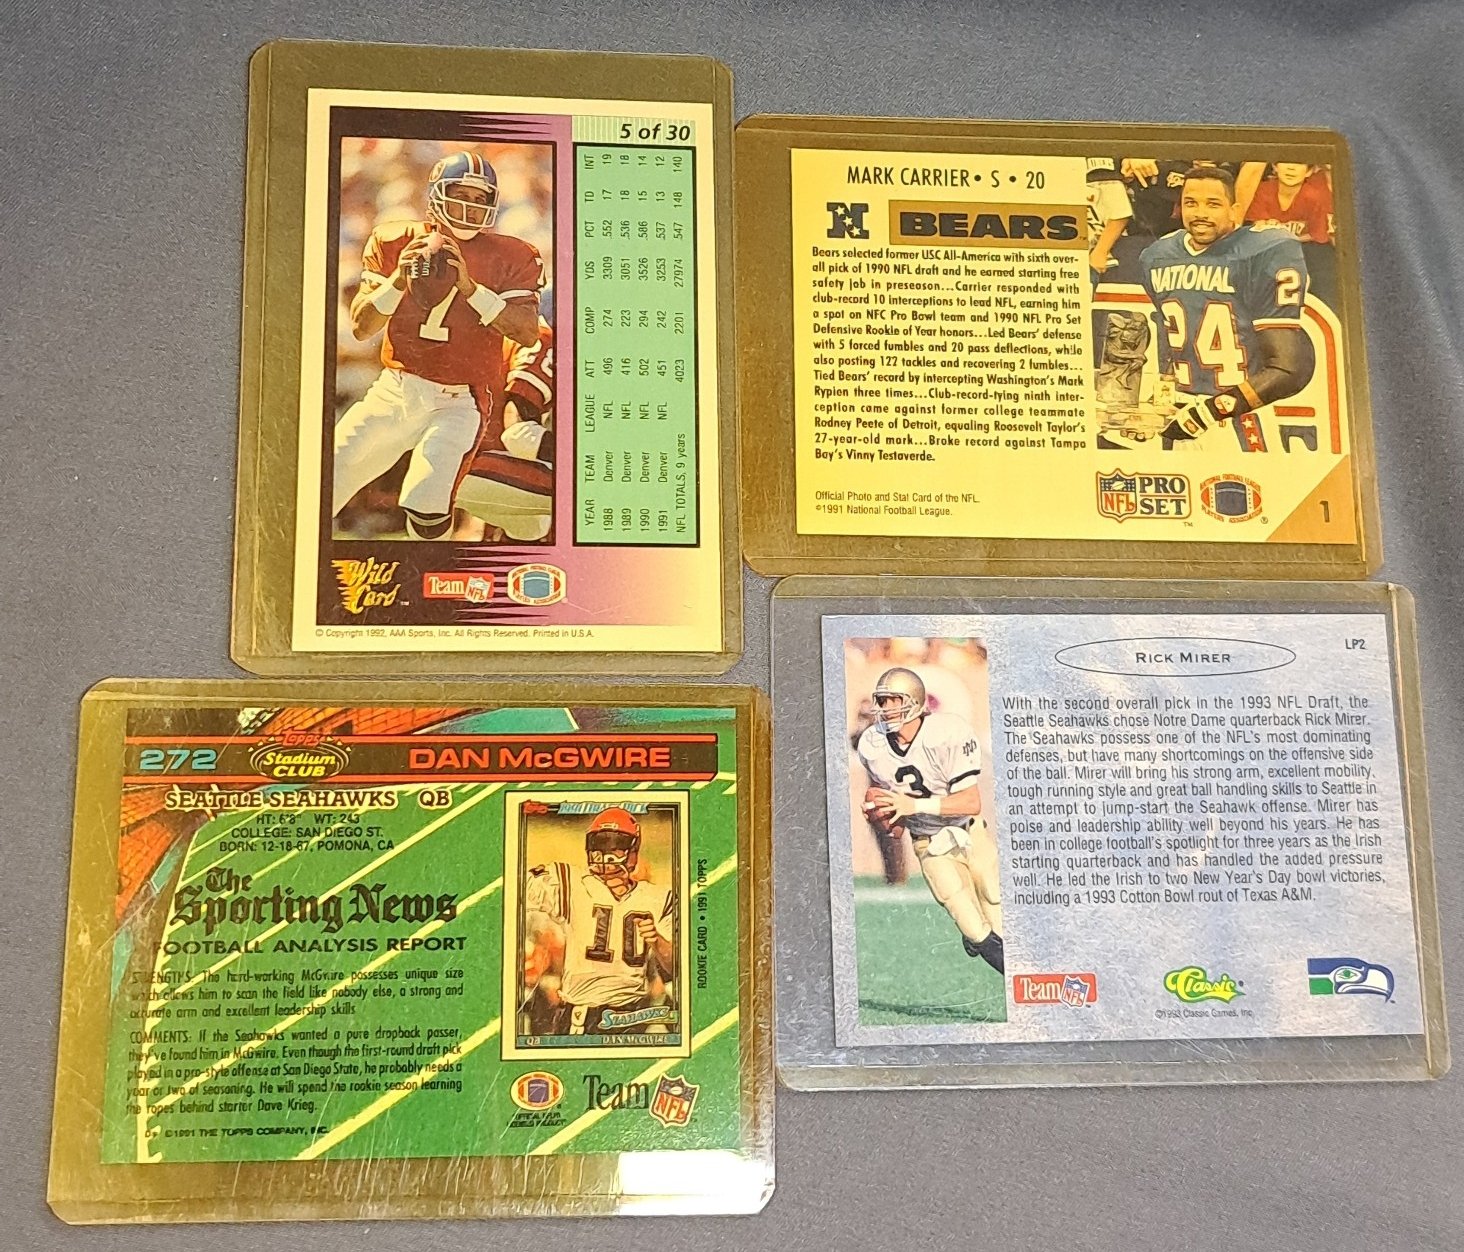 5 of 30
YEAR TEAM LEAGUE ATT COMP YDS PCT TD INT
1988 Denver NFL 496 274 3309 .552 17 19
1989 Denver NFL 416 223 3051 .536 18 18
1990 Denver NFL 502 294 3526 .586 15 14
1991 Denver NFL 451 242 3253 .537 13 12
NFL TOTALS, 9 years 4023 2201 27974 .547 148 140
7
Wild
Card
TM
Team NFL
NATIONAL FOOTBALL LEAGUE
PLAYERS ASSOCIATION
© Copyright 1992, AAA Sports, Inc. All Rights Reserved. Printed in U.S.A.
MARK CARRIER • S • 20
N
BEARS
Bears selected former USC All-America with sixth over-
all pick of 1990 NFL draft and he earned starting free
safety job in preseason...Carrier responded with
club-record 10 interceptions to lead NFL, earning him
a spot on NFC Pro Bowl team and 1990 NFL Pro Set
Defensive Rookie of Year honors...Led Bears' defense
with 5 forced fumbles and 20 pass deflections, while
also posting 122 tackles and recovering 2 fumbles...
Tied Bears' record by intercepting Washington's Mark
Rypien three times...Club-record-tying ninth inter-
ception came against former college teammate
Rodney Peete of Detroit, equaling Roosevelt Taylor's
27-year-old mark...Broke record against Tampa
Bay's Vinny Testaverde.
Official Photo and Stat Card of the NFL.
©1991 National Football League.
NATIONAL
24
2
NFL PRO SET
TM
NATIONAL FOOTBALL LEAGUE
PLAYERS ASSOCIATION
®
1
272
Topps
Stadium
CLUB
DAN McGWIRE
SEATTLE SEAHAWKS QB
HT: 6'8" WT: 243
COLLEGE: SAN DIEGO ST.
BORN: 12-18-67, POMONA, CA
The
Sporting News
FOOTBALL ANALYSIS REPORT
STRENGTHS: The hard-working McGwire possesses unique size
which allows him to scan the field like nobody else, a strong and
accurate arm and excellent leadership skills
COMMENTS: If the Seahawks wanted a pure dropback passer,
they've found him in McGwire. Even though the first-round draft pick
played in a pro-style offense at San Diego State, he probably needs a
year or two of seasoning. He will spend the rookie season learning
the ropes behind starter Dave Krieg.
©1991 THE TOPPS COMPANY, INC.
10
SEAHAWKS
QB DAN McGWIRE
ROOKIE CARD • 1991 TOPPS
Team NFL
RICK MIRER
LP2
With the second overall pick in the 1993 NFL Draft, the
Seattle Seahawks chose Notre Dame quarterback Rick Mirer.
The Seahawks possess one of the NFL's most dominating
defenses, but have many shortcomings on the offensive side
of the ball. Mirer will bring his strong arm, excellent mobility,
tough running style and great ball handling skills to Seattle in
an attempt to jump-start the Seahawk offense. Mirer has
poise and leadership ability well beyond his years. He has
been in college football's spotlight for three years as the Irish
starting quarterback and has handled the added pressure
well. He led the Irish to two New Year's Day bowl victories,
including a 1993 Cotton Bowl rout of Texas A&M.
3
Team NFL
Classic
©1993 Classic Games, Inc.